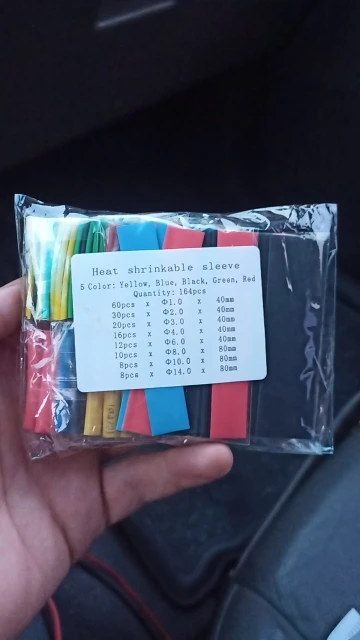 Heat shrinkable sleeve
5 Color: Yellow, Blue, Black, Green, Red
Quantity: 164pcs
60pcs x Φ1.0 x 40mm
30pcs x Φ2.0 x 40mm
20pcs x Φ3.0 x 40mm
16pcs x Φ4.0 x 40mm
12pcs x Φ6.0 x 40mm
10pcs x Φ8.0 x 80mm
8pcs x Φ10.0 x 80mm
8pcs x Φ14.0 x 80mm